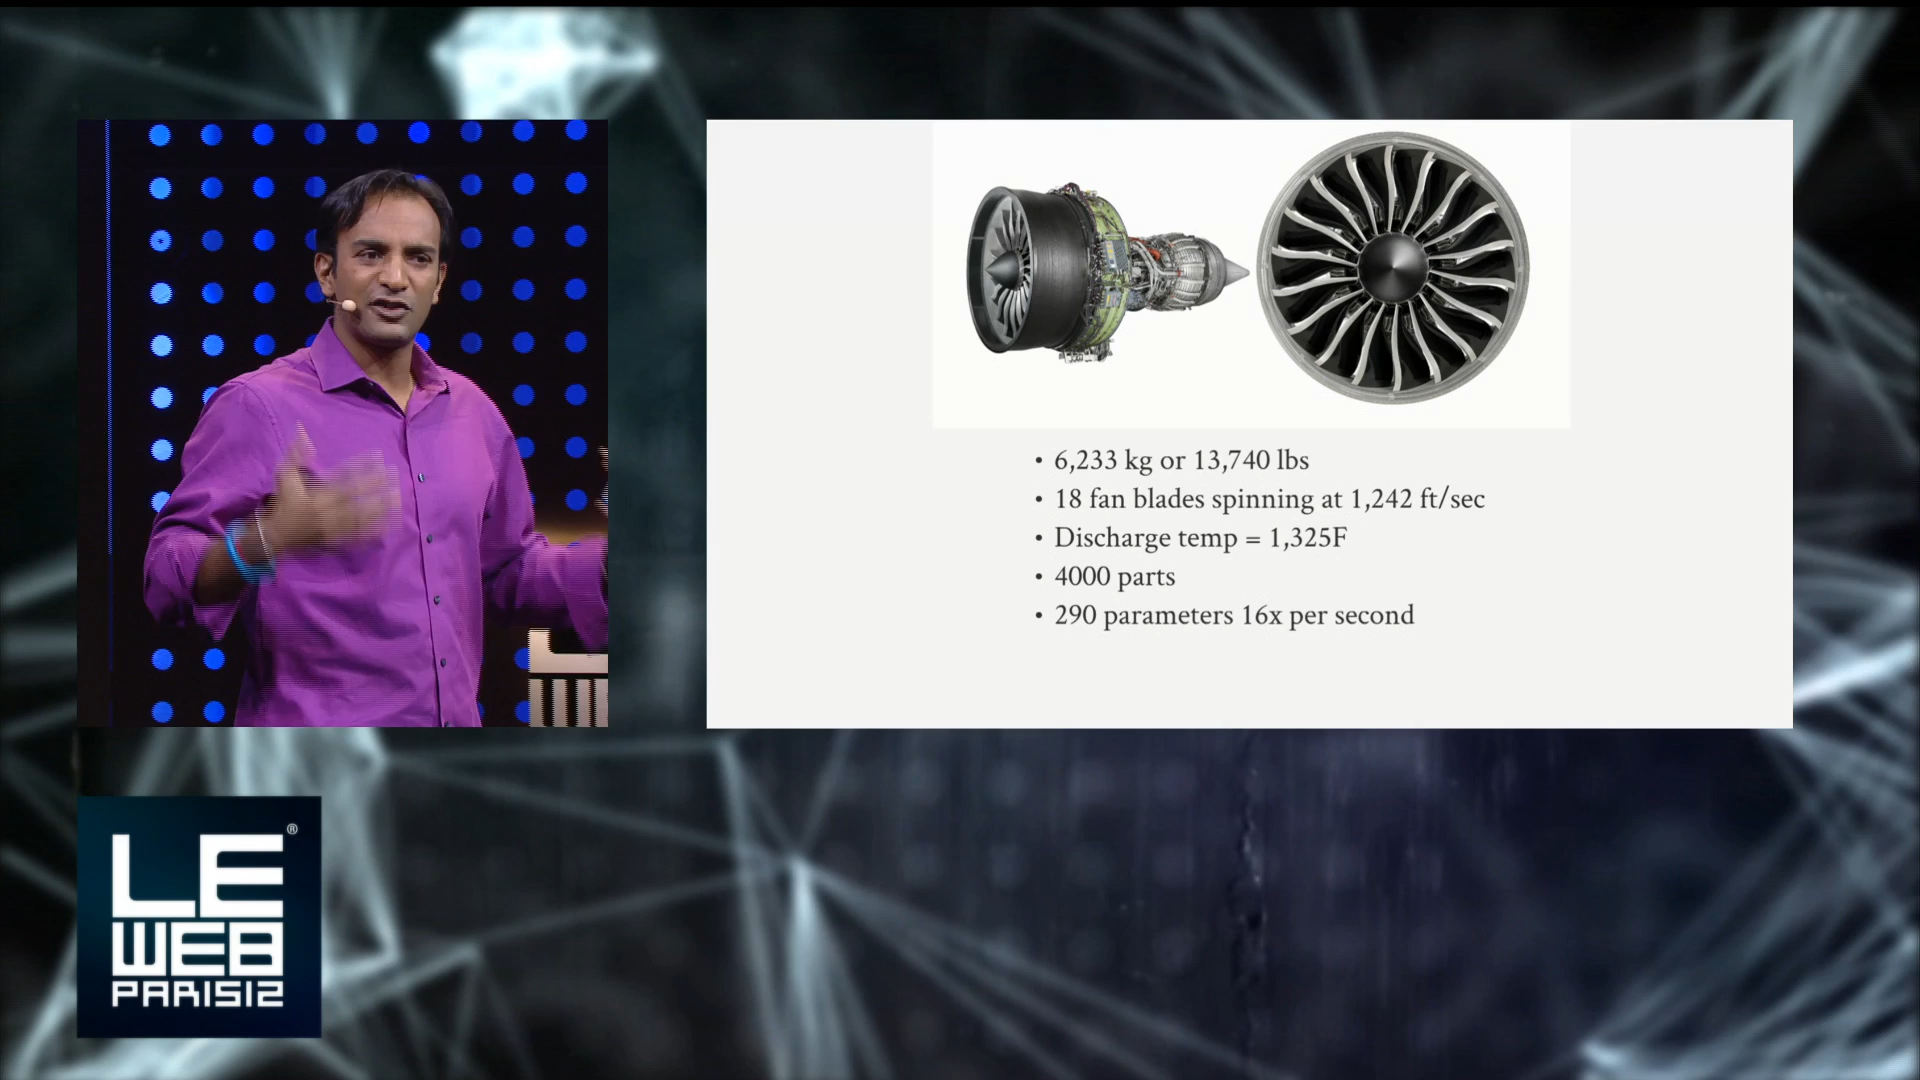 • 6,233 kg or 13,740 lbs
• 18 fan blades spinning at 1,242 ft/sec
• Discharge temp = 1,325F
• 4000 parts
• 290 parameters 16x per second
LE®
WEB
PARIS12